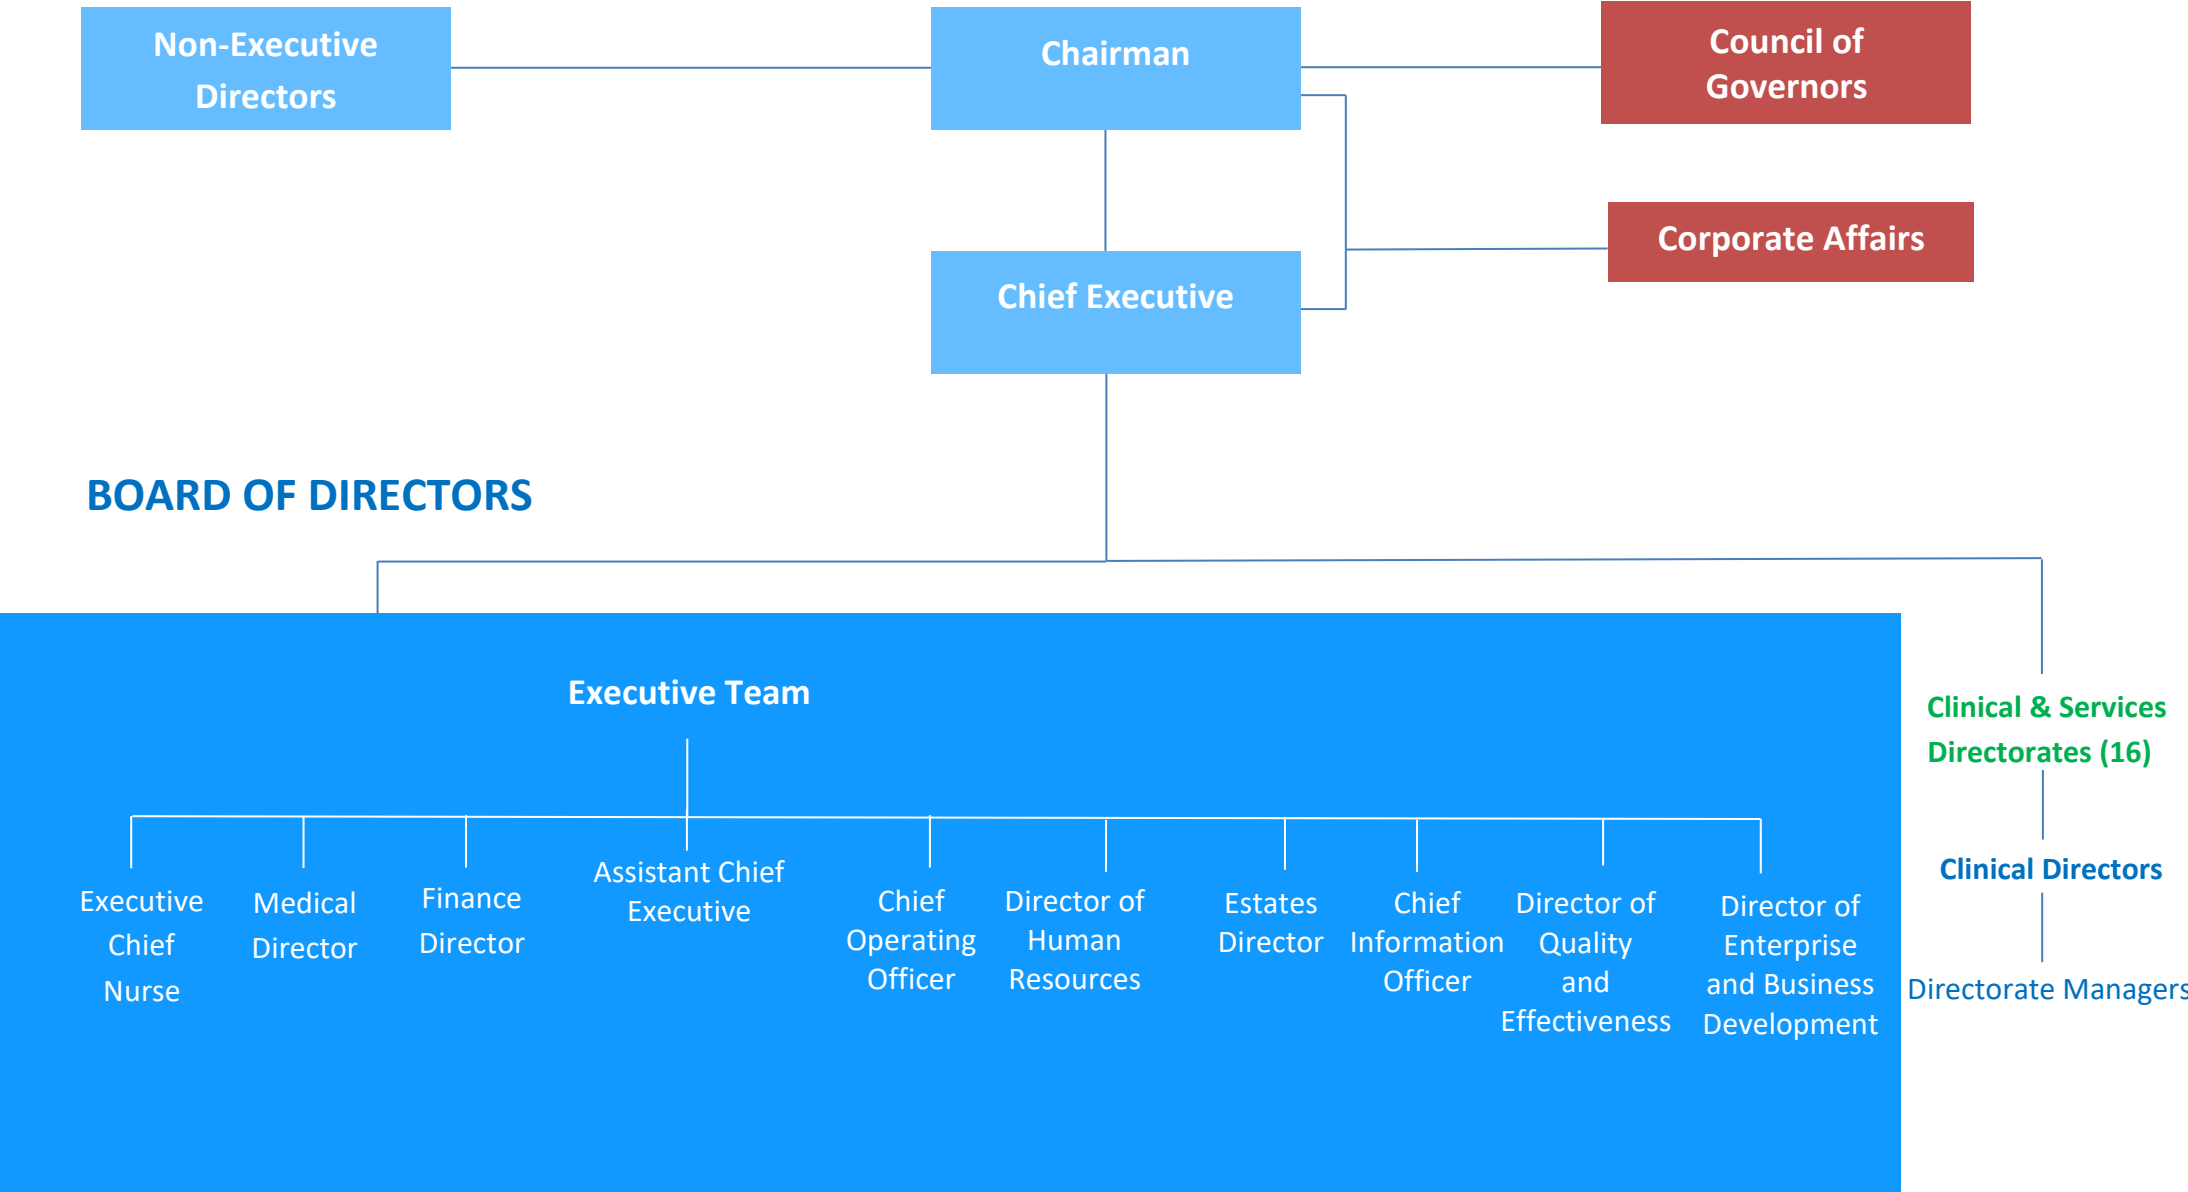 Non-Executive
Directors
Chairman
Council of
Governors
Corporate Affairs
Chief Executive
BOARD OF DIRECTORS
Executive Team
Executive
Chief
Nurse
Medical
Director
Finance
Director
Assistant Chief
Executive
Chief
Operating
Officer
Director of
Human
Resources
Estates
Director
Chief
Information
Officer
Director of
Quality
and
Effectiveness
Director of
Enterprise
and Business
Development
Clinical & Services
Directorates (16)
Clinical Directors
Directorate Managers